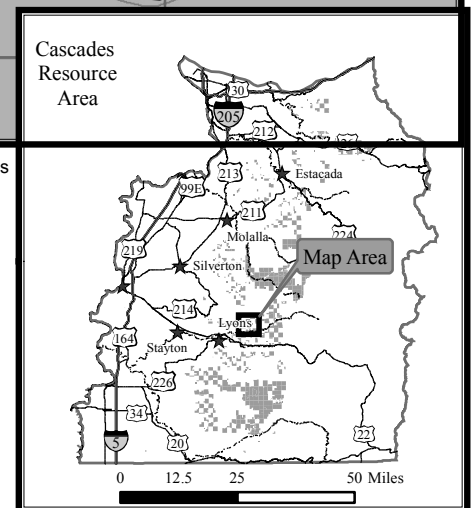 Cascades
Resource
Area
s
30
205
212
26
Estacada
213
99E
211
224
Molalla
219
Map Area
Silverton
214
Lyons
164
Stayton
226
34
5
20
22
0 12.5 25 50 Miles